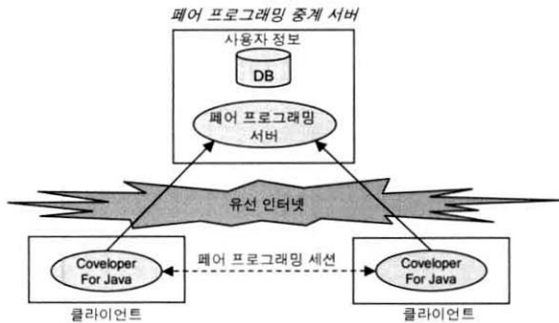 페어 프로그래밍 중계 서버
사용자 정보
DB
페어 프로그래밍
서버
유선 인터넷
Coveloper
For Java
페어 프로그래밍 세션
Coveloper
For Java
클라이언트
클라이언트